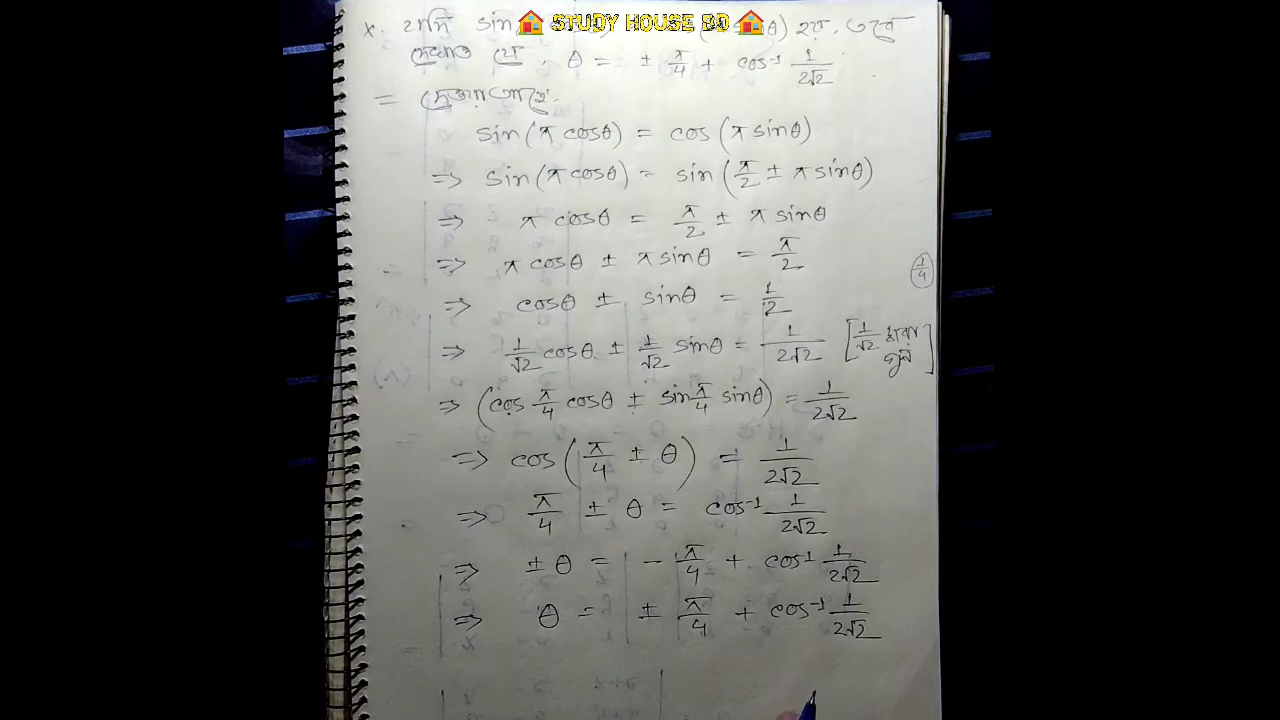 🏠 STUDY HOUSE BD 🏠
x. যদি sin θ) হয়, তবে
দেখাও যে, θ = ± π/4 + cos⁻¹ 1/2√2
= দেওয়া আছে,
sin(π cosθ) = cos(π sinθ)
⇒ sin(π cosθ) = sin(π/2 ± π sinθ)
⇒ π cosθ = π/2 ± π sinθ
⇒ π cosθ ± π sinθ = π/2
1/4
⇒ cosθ ± sinθ = 1/2
⇒ 1/√2 cosθ ± 1/√2 sinθ = 1/2√2 [1/√2 দ্বারা গুন]
⇒ (cos π/4 cosθ ± sin π/4 sinθ) = 1/2√2
⇒ cos(π/4 ± θ) = 1/2√2
⇒ π/4 ± θ = cos⁻¹ 1/2√2
⇒ ±θ = - π/4 + cos¹ 1/2√2
⇒ θ = ± π/4 + cos⁻¹ 1/2√2